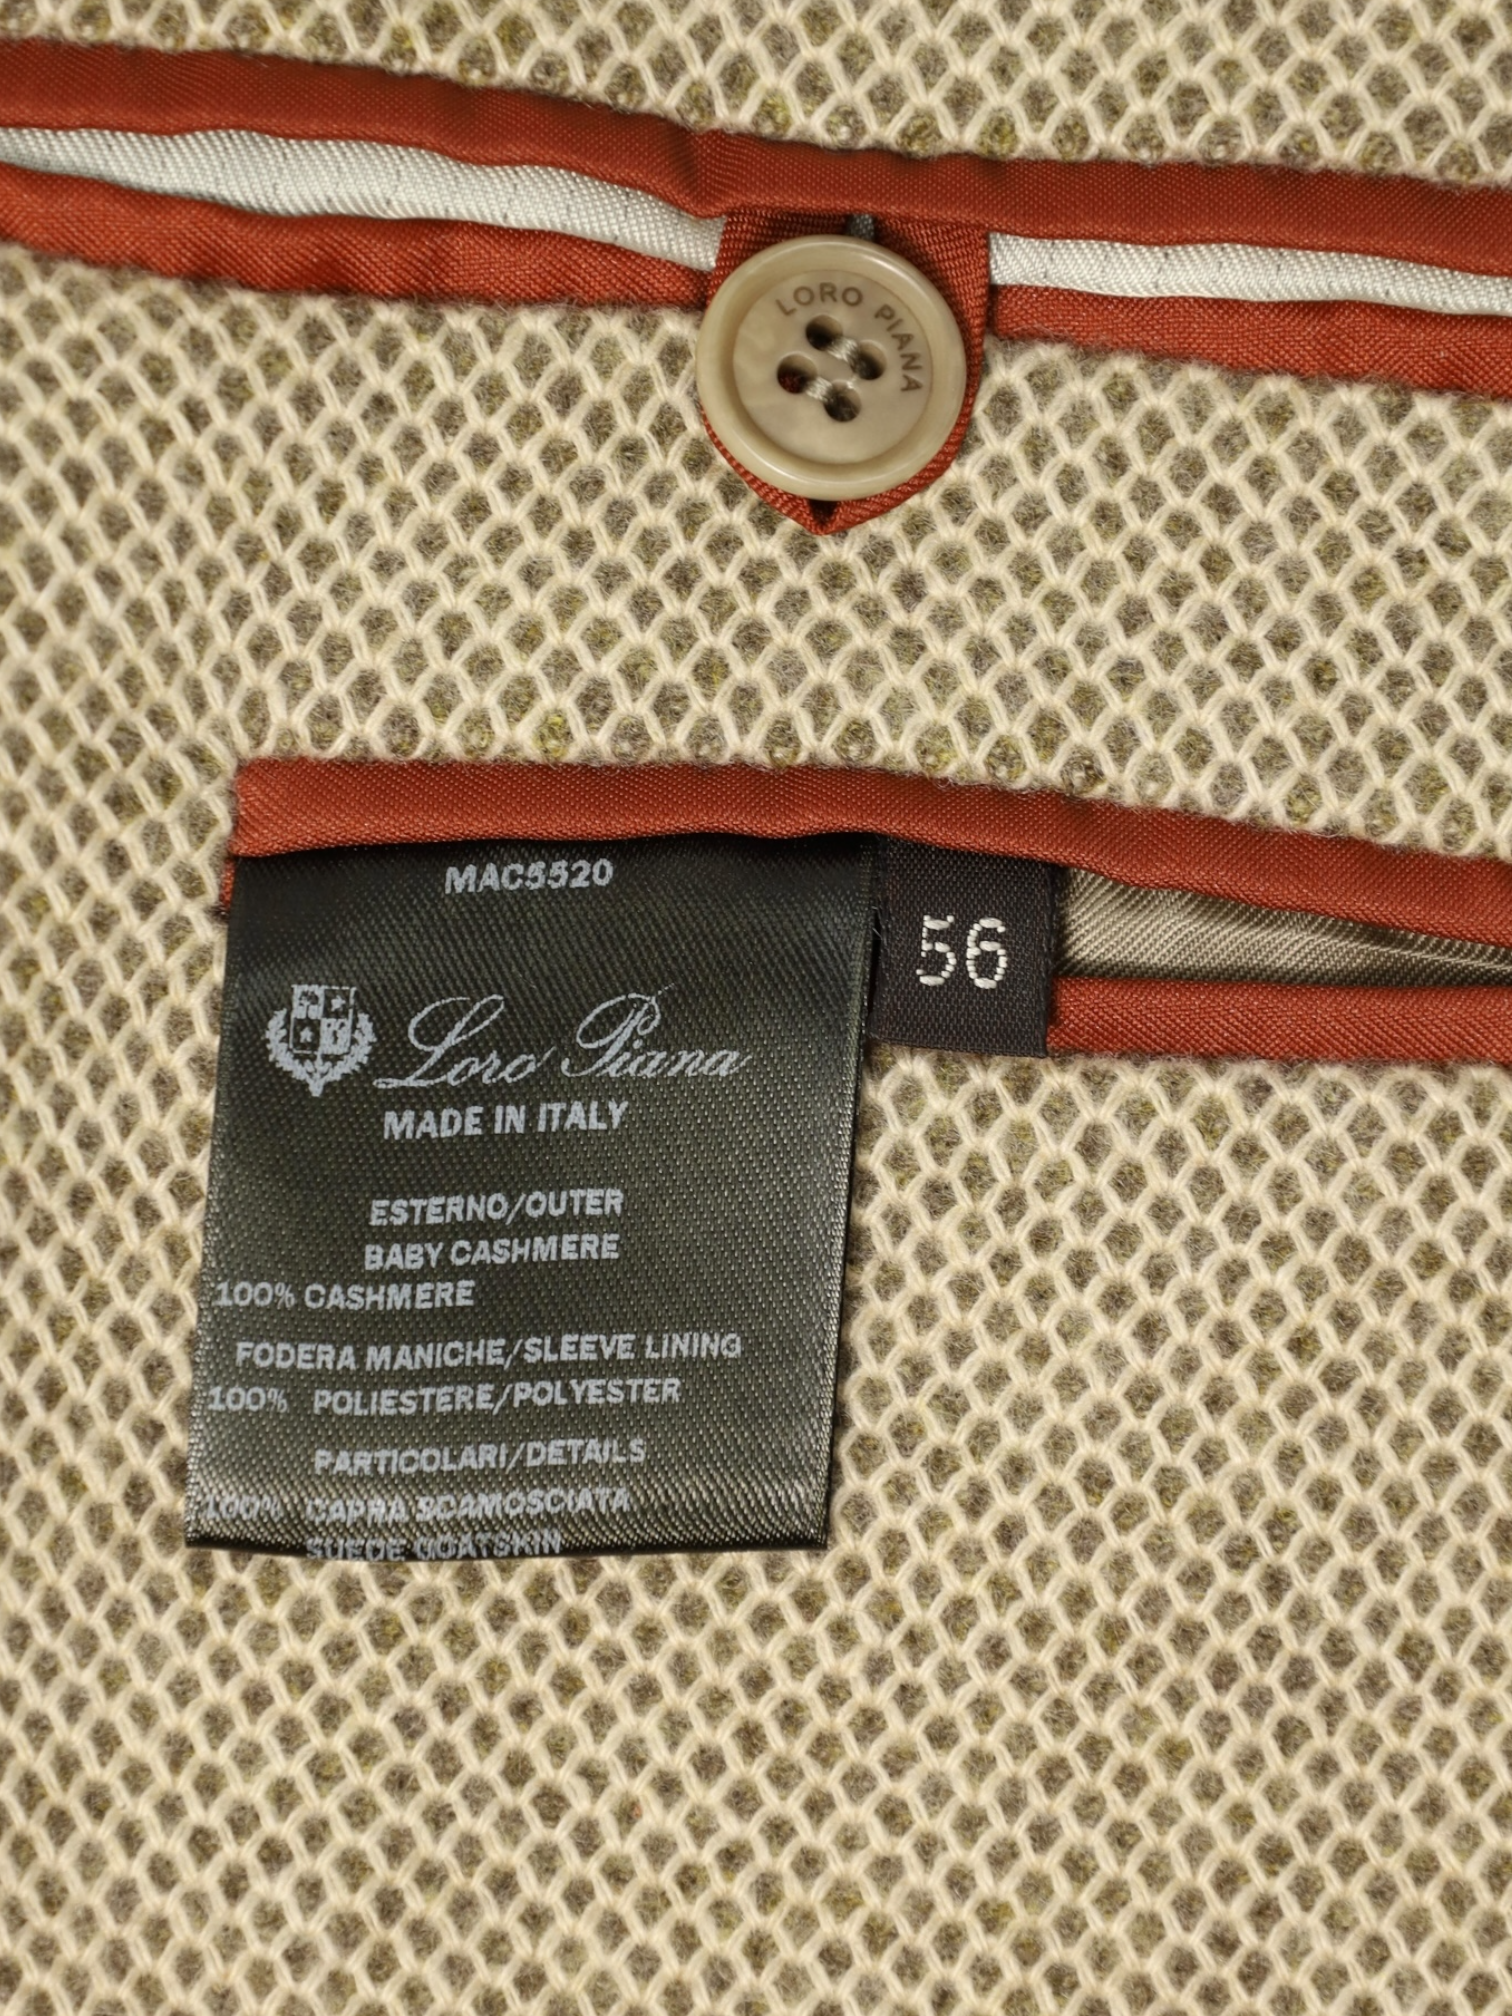 LORO PIANA
MAC5520
56
Loro Piana
MADE IN ITALY
ESTERNO/OUTER
BABY CASHMERE
100% CASHMERE
FODERA MANICHE/SLEEVE LINING
100% POLIESTERE/POLYESTER
PARTICOLARI/DETAILS
100% CAPRA SCAMOSCIATA
SUEDE GOATSKIN